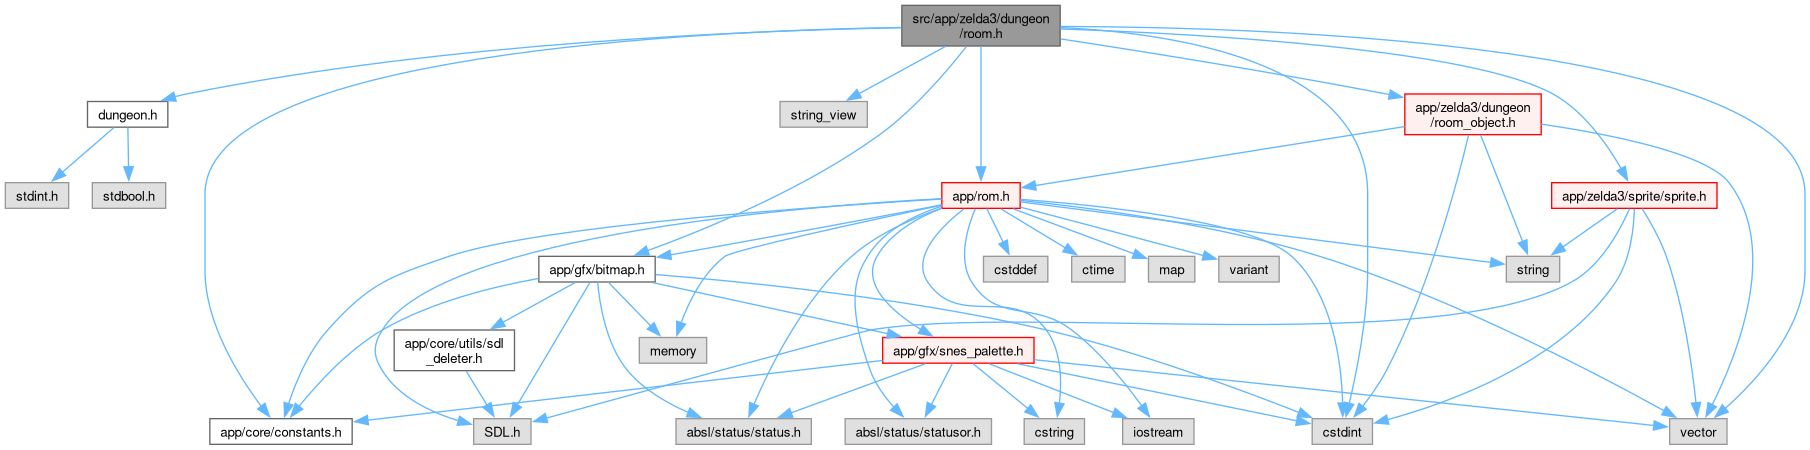 src/app/zelda3/dungeon
/room.h
dungeon.h
string_view
app/zelda3/dungeon
/room_object.h
stdint.h
stdbool.h
app/rom.h
app/zelda3/sprite/sprite.h
app/gfx/bitmap.h
cstddef
ctime
map
variant
string
app/core/utils/sdl
_deleter.h
memory
app/gfx/snes_palette.h
app/core/constants.h
SDL.h
absl/status/status.h
absl/status/statusor.h
cstring
iostream
cstdint
vector